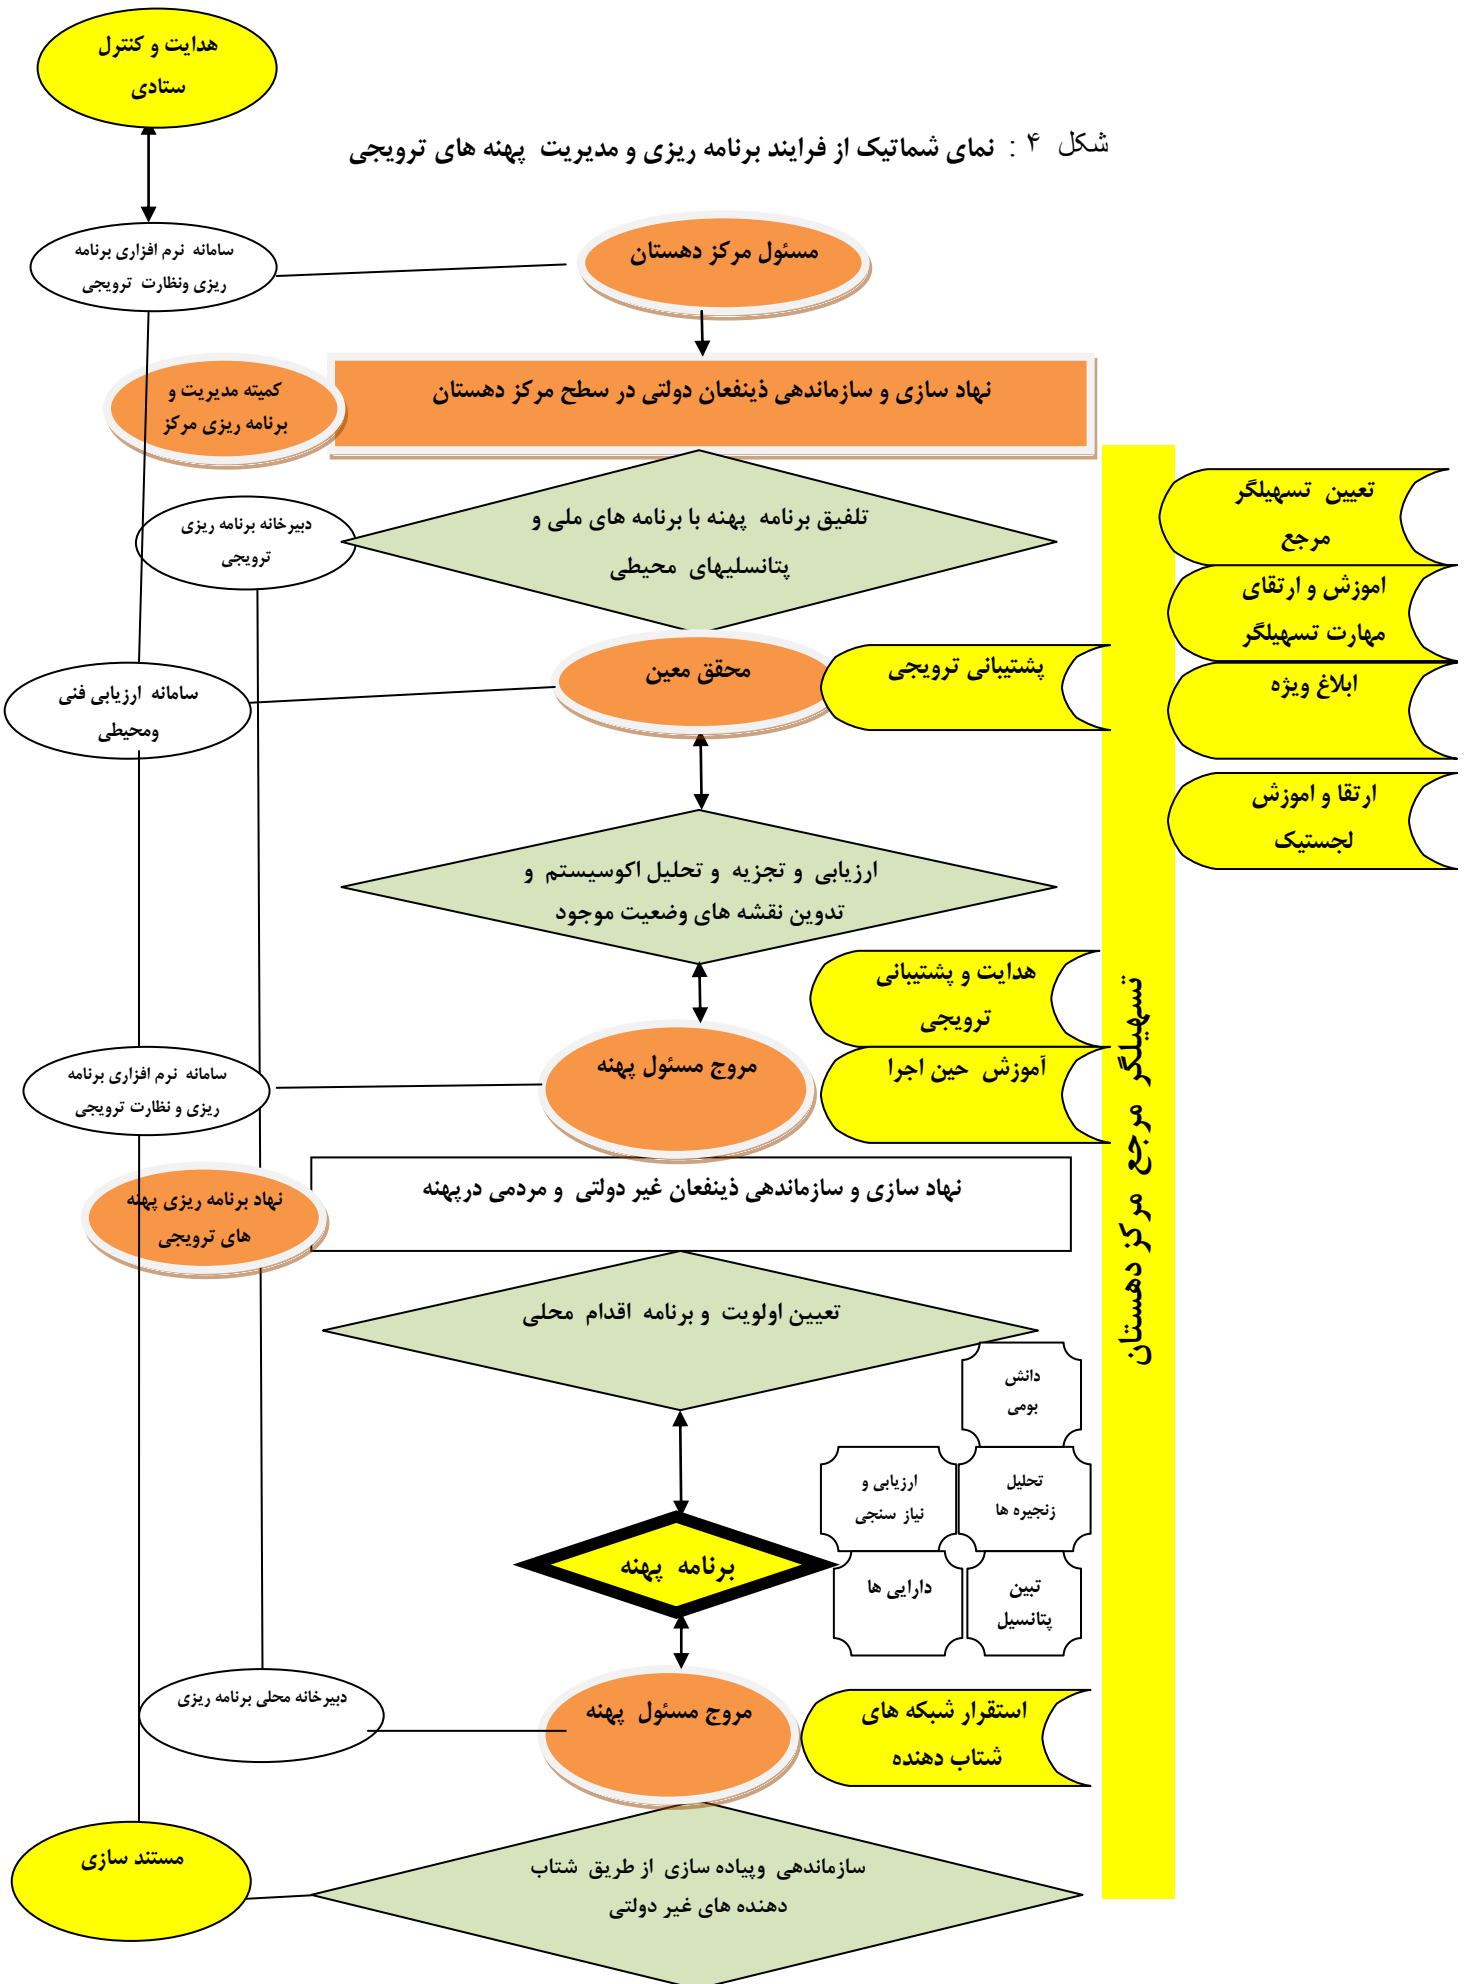 هدایت و کنترل
ستادی
شکل ۴ : نمای شماتیک از فرایند برنامه ریزی و مدیریت پهنه های ترویجی
سامانه نرم افزاری برنامه
ریزی ونظارت ترویجی
مسئول مرکز دهستان
کمیته مدیریت و
برنامه ریزی مرکز
نهاد سازی و سازماندهی ذینفعان دولتی در سطح مرکز دهستان
تعیین تسهیلگر
مرجع
تلفیق برنامه پهنه با برنامه های ملی و
پتانسلیهای محیطی
دبیرخانه برنامه ریزی
ترویجی
اموزش و ارتقای
مهارت تسهیلگر
ابلاغ ویژه
پشتیبانی ترویجی
محقق معین
سامانه ارزیابی فنی
ومحیطی
ارتقا و اموزش
لجستیک
ارزیابی و تجزیه و تحلیل اکوسیستم و
تدوین نقشه های وضعیت موجود
هدایت و پشتیبانی
ترویجی
تسهیلگر مرجع مرکز دهستان
آموزش حین اجرا
مروج مسئول پهنه
سامانه نرم افزاری برنامه
ریزی و نظارت ترویجی
نهاد سازی و سازماندهی ذینفعان غیر دولتی و مردمی درپهنه
نهاد برنامه ریزی پهنه
های ترویجی
تعیین اولویت و برنامه اقدام محلی
دانش
بومی
تحلیل
زنجیره ها
ارزیابی و
نیاز سنجی
برنامه پهنه
تبین
پتانسیل
دارایی ها
استقرار شبکه های
شتاب دهنده
مروج مسئول پهنه
دبیرخانه محلی برنامه ریزی
مستند سازی
سازماندهی وپیاده سازی از طریق شتاب
دهنده های غیر دولتی